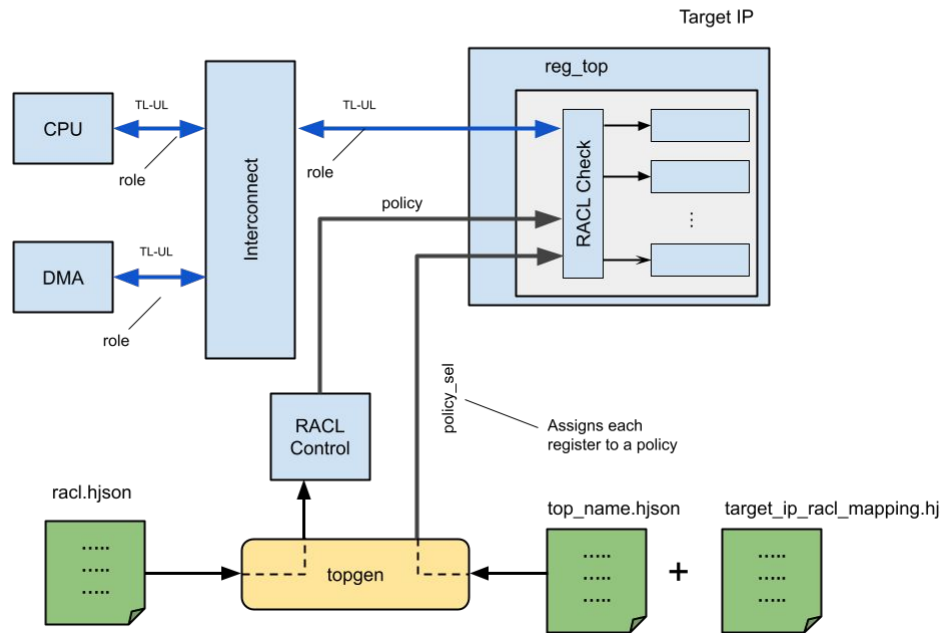 Target IP
reg_top
TL-UL
TL-UL
CPU
role
role
Interconnect
RACL Check
⋮
policy
TL-UL
DMA
role
policy_sel
RACL
Control
Assigns each
register to a policy
racl.hjson
top_name.hjson
target_ip_racl_mapping.hj
.....
.....
.....
topgen
.....
.....
.....
+
.....
.....
.....